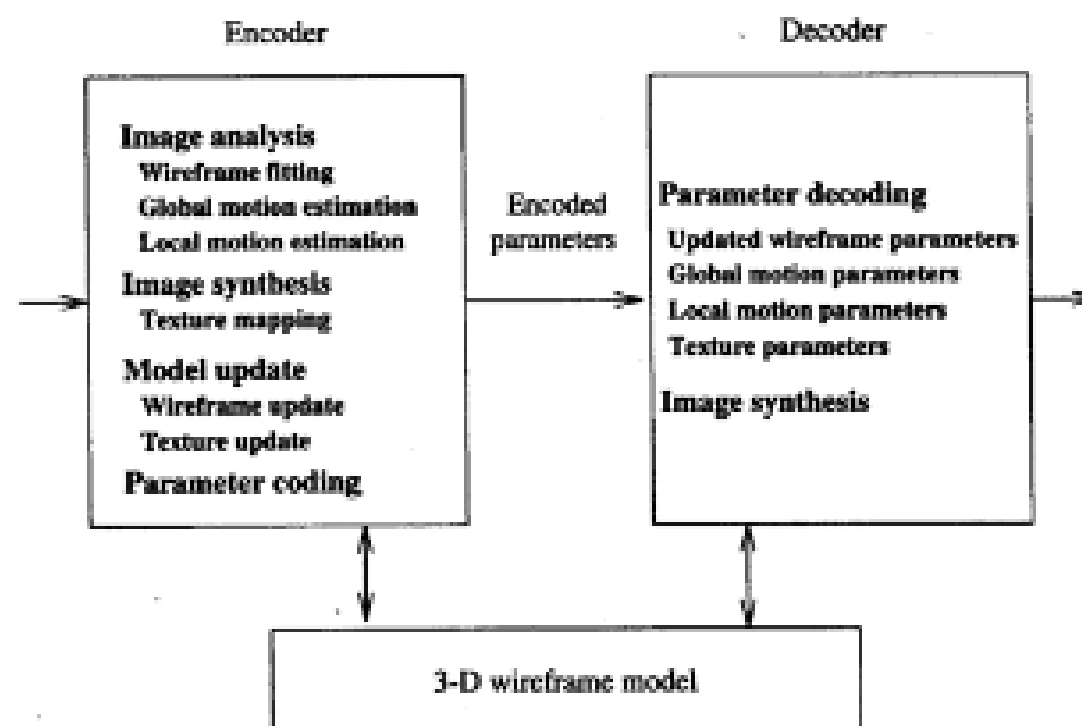 Encoder
Image analysis
Wireframe fitting
Global motion estimation
Local motion estimation
Image synthesis
Texture mapping
Model update
Wireframe update
Texture update
Parameter coding
Encoded
parameters
Decoder
Parameter decoding
Updated wireframe parameters
Global motion parameters
Local motion parameters
Texture parameters
Image synthesis
3-D wireframe model